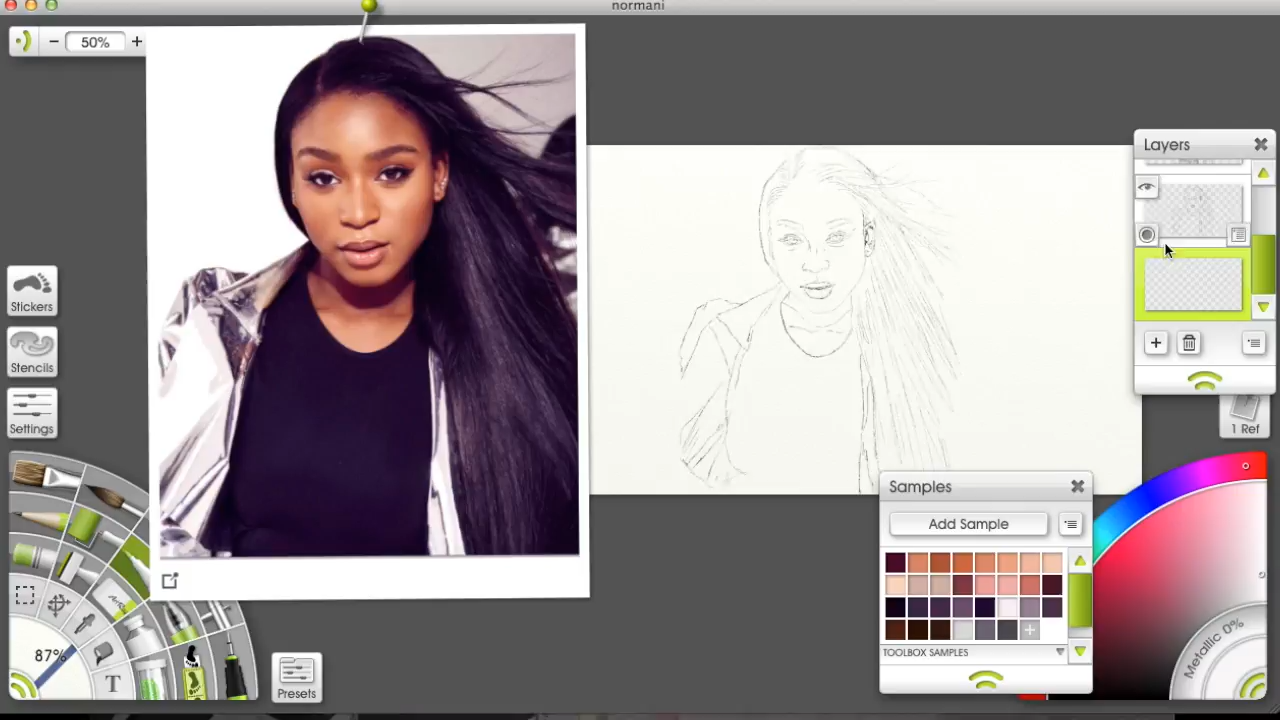 normani
50%
Layers
Stickers
Stencils
Settings
1 Ref
Samples
Add Sample
TOOLBOX SAMPLES
87%
T
Presets
Metallic 0%